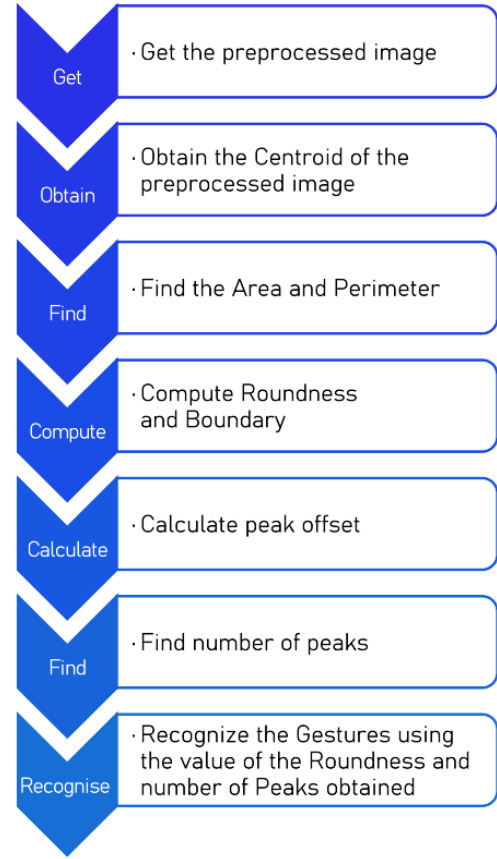 Get
· Get the preprocessed image
Obtain
· Obtain the Centroid of the
preprocessed image
Find
· Find the Area and Perimeter
Compute
· Compute Roundness
and Boundary
Calculate
· Calculate peak offset
Find
· Find number of peaks
Recognise
· Recognize the Gestures using
the value of the Roundness and
number of Peaks obtained